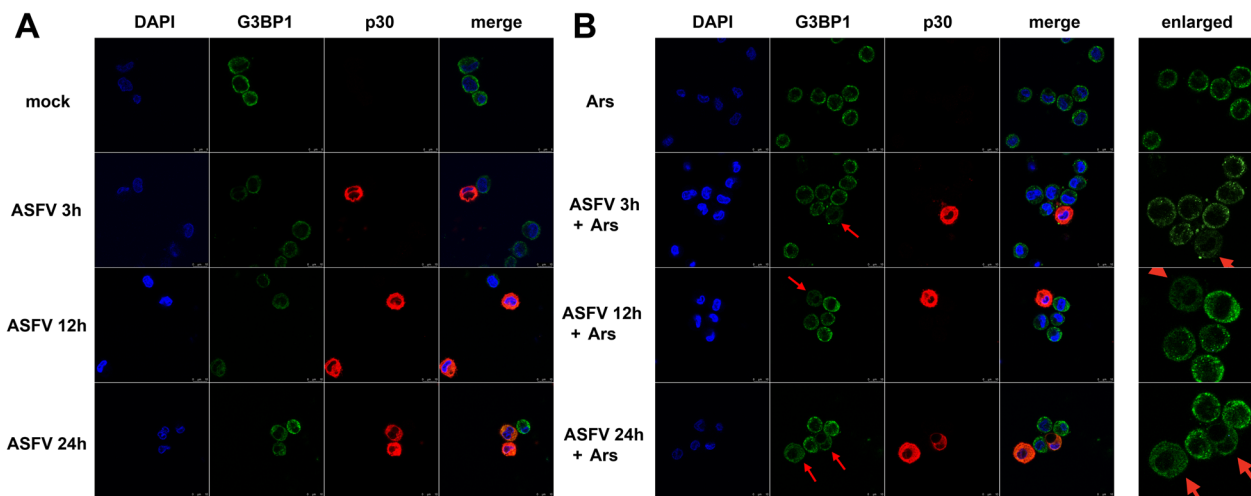 A DAPI G3BP1 p30 merge
mock
ASFV 3h
ASFV 12h
ASFV 24h
B DAPI G3BP1 p30 merge enlarged
Ars
ASFV 3h
+ Ars
ASFV 12h
+ Ars
ASFV 24h
+ Ars